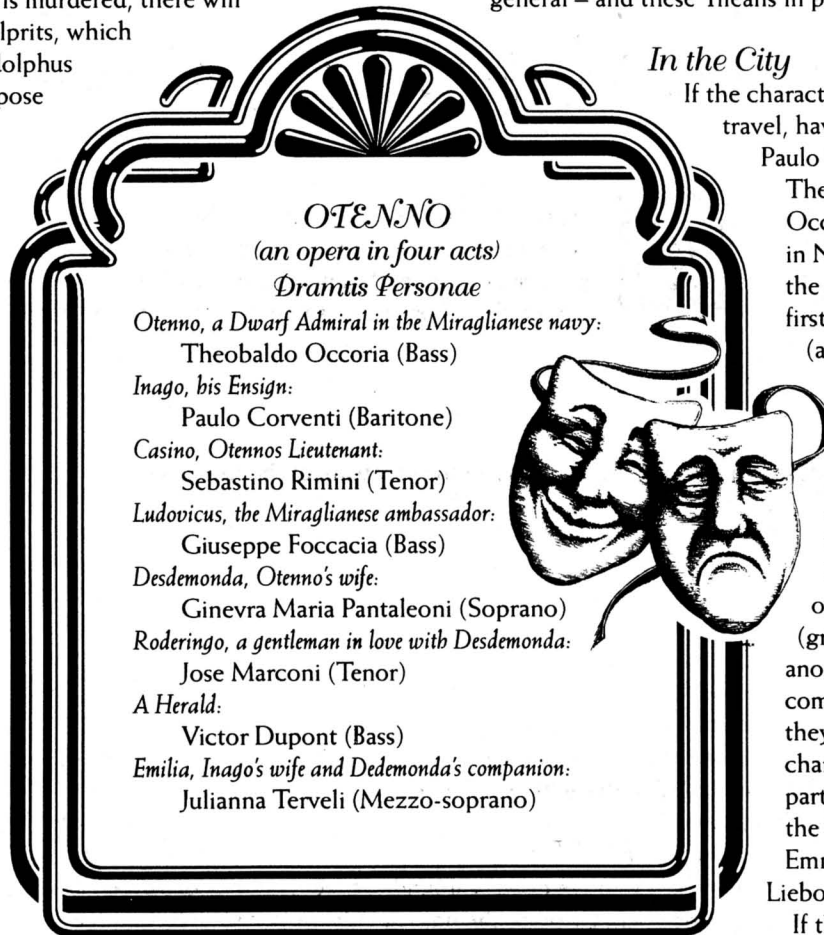 is murdered, there will
lprits, which
dolphus
pose
general – and these Tileans in p
OTENNO
(an opera in four acts)
Dramtis Personae
Otenno, a Dwarf Admiral in the Miraglianese navy:
Theobaldo Occoria (Bass)
Inago, his Ensign:
Paulo Corventi (Baritone)
Casino, Otennos Lieutenant:
Sebastino Rimini (Tenor)
Ludovicus, the Miraglianese ambassador:
Giuseppe Foccacia (Bass)
Desdemonda, Otenno's wife:
Ginevra Maria Pantaleoni (Soprano)
Roderingo, a gentleman in love with Desdemonda:
Jose Marconi (Tenor)
A Herald:
Victor Dupont (Bass)
Emilia, Inago's wife and Dedemonda's companion:
Julianna Terveli (Mezzo-soprano)
In the City
If the charact
travel, hav
Paulo
The
Occ
in N
the
first
(a
o
(gr
ano
com
they
char
part
the
Emm
Liebo
If th